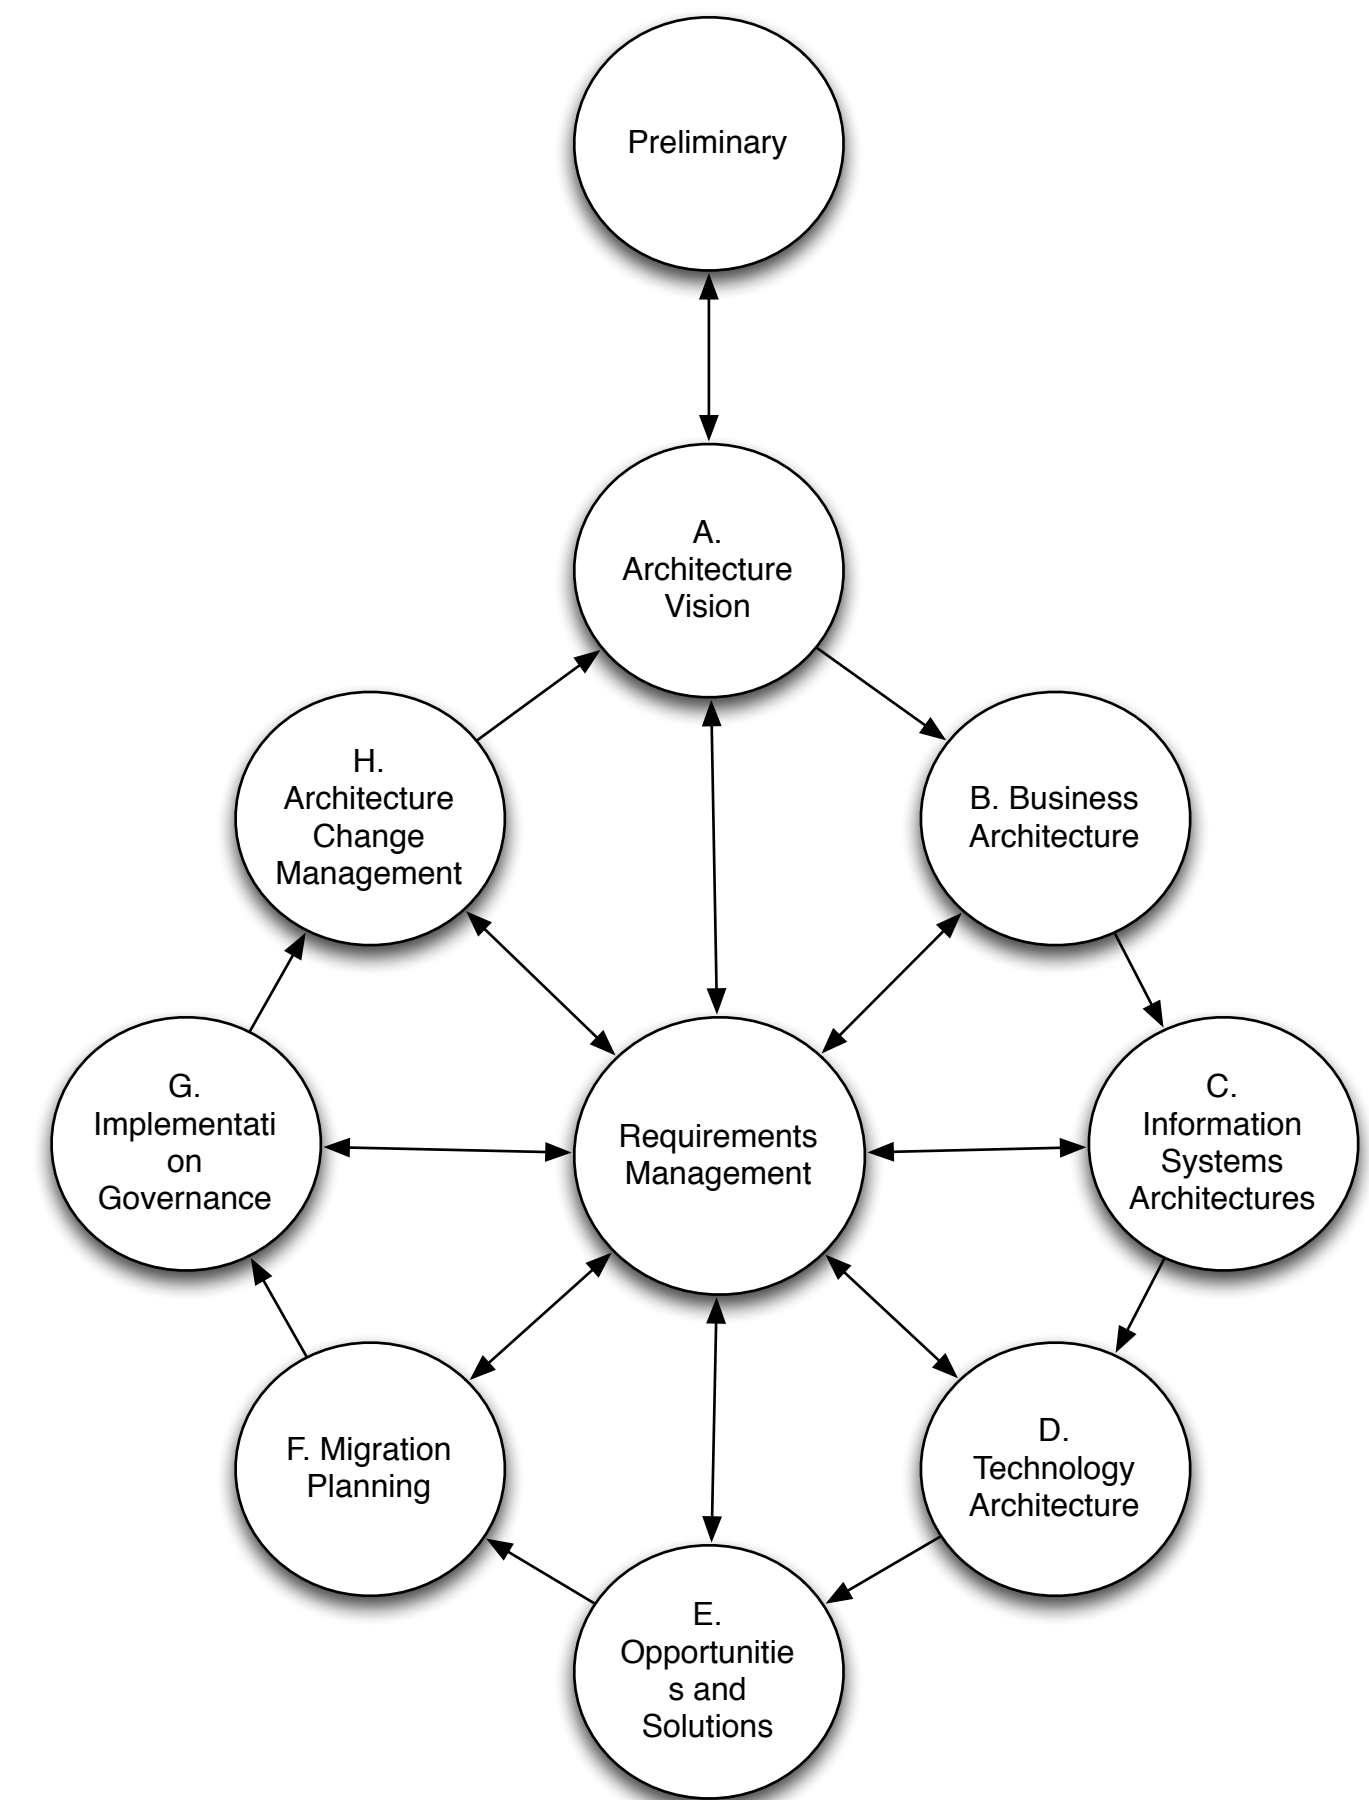 Preliminary
A.
Architecture
Vision
H.
Architecture
Change
Management
B. Business
Architecture
G.
Implementati
on
Governance
Requirements
Management
C.
Information
Systems
Architectures
F. Migration
Planning
D.
Technology
Architecture
E.
Opportunitie
s and
Solutions